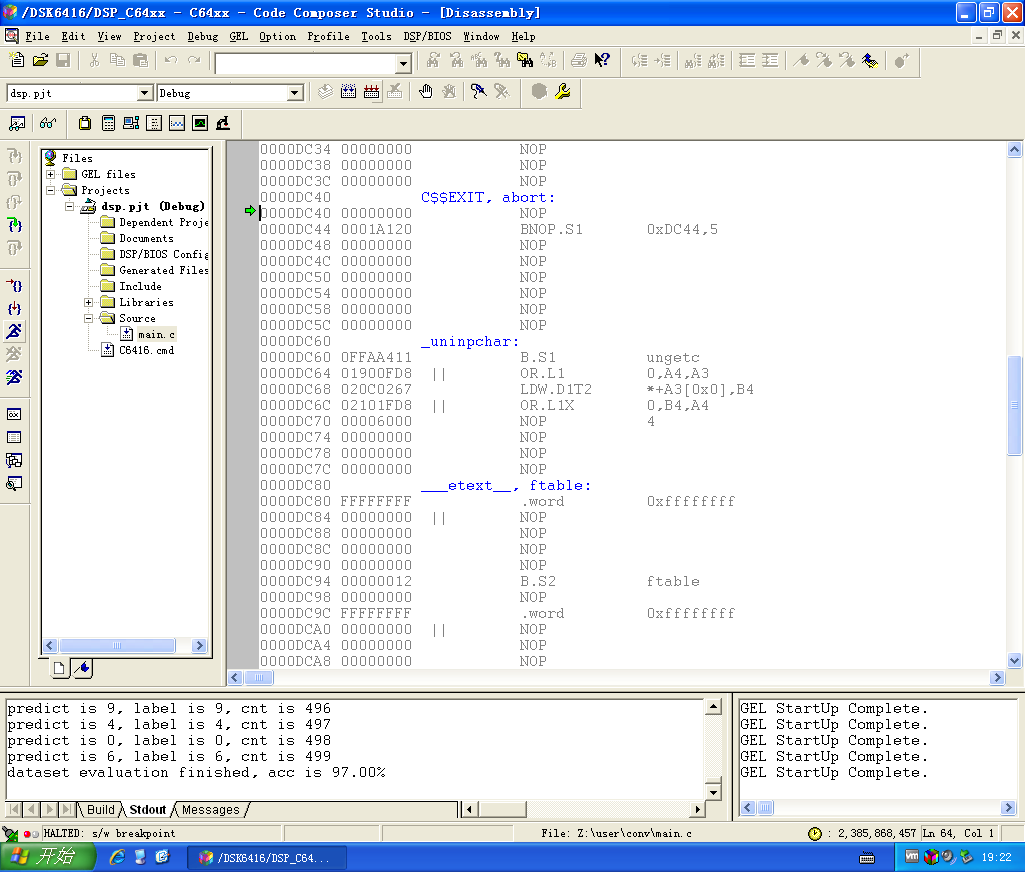 /DSK6416/DSP_C64xx - C64xx - Code Composer Studio - [Disassembly]
File Edit View Project Debug GEL Option Profile Tools DSP/BIOS Window Help
dsp.pjt Debug
Files
GEL files
Projects
dsp.pjt (Debug)
Dependent Proje
Documents
DSP/BIOS Config
Generated Files
Include
Libraries
Source
main.c
C6416.cmd
0000DC34 00000000 NOP
0000DC38 00000000 NOP
0000DC3C 00000000 NOP
0000DC40 C$$EXIT, abort:
0000DC40 00000000 NOP
0000DC44 0001A120 BNOP.S1 0xDC44,5
0000DC48 00000000 NOP
0000DC4C 00000000 NOP
0000DC50 00000000 NOP
0000DC54 00000000 NOP
0000DC58 00000000 NOP
0000DC5C 00000000 NOP
0000DC60 _uninpchar:
0000DC60 0FFAA411 B.S1 ungetc
0000DC64 01900FD8 || OR.L1 0,A4,A3
0000DC68 020C0267 LDW.D1T2 *+A3[0x0],B4
0000DC6C 02101FD8 || OR.L1X 0,B4,A4
0000DC70 00006000 NOP 4
0000DC74 00000000 NOP
0000DC78 00000000 NOP
0000DC7C 00000000 NOP
0000DC80 ___etext__, ftable:
0000DC80 FFFFFFFF .word 0xffffffff
0000DC84 00000000 || NOP
0000DC88 00000000 NOP
0000DC8C 00000000 NOP
0000DC90 00000000 NOP
0000DC94 00000012 B.S2 ftable
0000DC98 00000000 NOP
0000DC9C FFFFFFFF .word 0xffffffff
0000DCA0 00000000 || NOP
0000DCA4 00000000 NOP
0000DCA8 00000000 NOP
predict is 9, label is 9, cnt is 496
predict is 4, label is 4, cnt is 497
predict is 0, label is 0, cnt is 498
predict is 6, label is 6, cnt is 499
dataset evaluation finished, acc is 97.00%
Build Stdout Messages
GEL StartUp Complete.
GEL StartUp Complete.
GEL StartUp Complete.
GEL StartUp Complete.
GEL StartUp Complete.
HALTED: s/w breakpoint File: Z:\user\conv\main.c : 2,385,868,457 Ln 64, Col 1
开始 /DSK6416/DSP_C64... 19:22